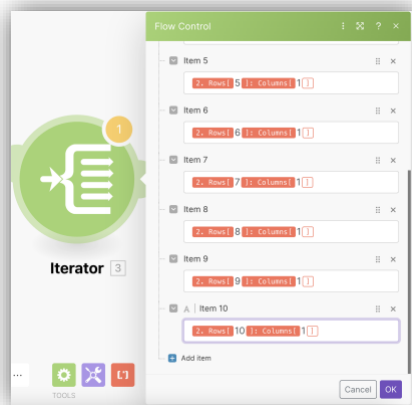 Flow Control
Item 5
2. Rows[ 5 ]: Columns[ 1 ]
Item 6
2. Rows[ 6 ]: Columns[ 1 ]
Item 7
2. Rows[ 7 ]: Columns[ 1 ]
Item 8
2. Rows[ 8 ]: Columns[ 1 ]
Item 9
2. Rows[ 9 ]: Columns[ 1 ]
A | Item 10
2. Rows[ 10 ]: Columns[ 1 ]
Add item
Cancel OK
1
Iterator 3
...
TOOLS